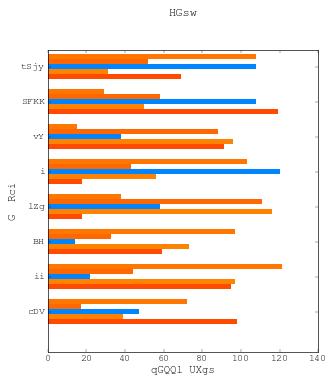 HGsw
tSjy
SFKK
vY
i
lZg
BH
ii
cDV
G Rci
0 20 40 60 80 100 120 140
qGQQl UXgs